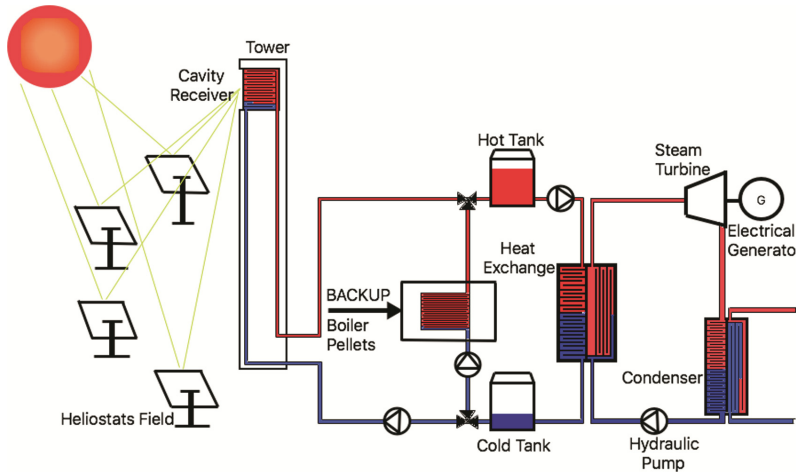 Tower
Cavity
Receiver
Hot Tank
Steam
Turbine
G
Electrical
Generato
Heat
Exchange
BACKUP
Boiler
Pellets
Condenser
Heliostats Field
Cold Tank
Hydraulic
Pump